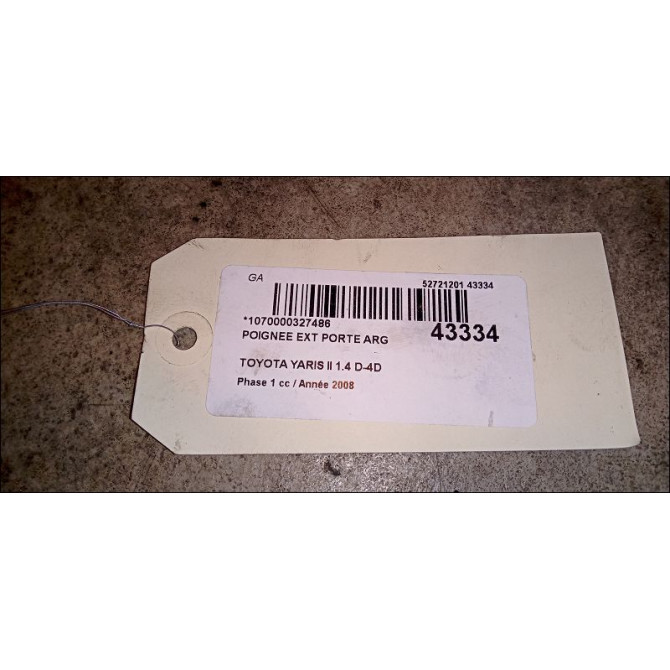 GA
52721201 43334
*1070000327486
43334
POIGNEE EXT PORTE ARG
TOYOTA YARIS II 1.4 D-4D
Phase 1 cc / Année 2008